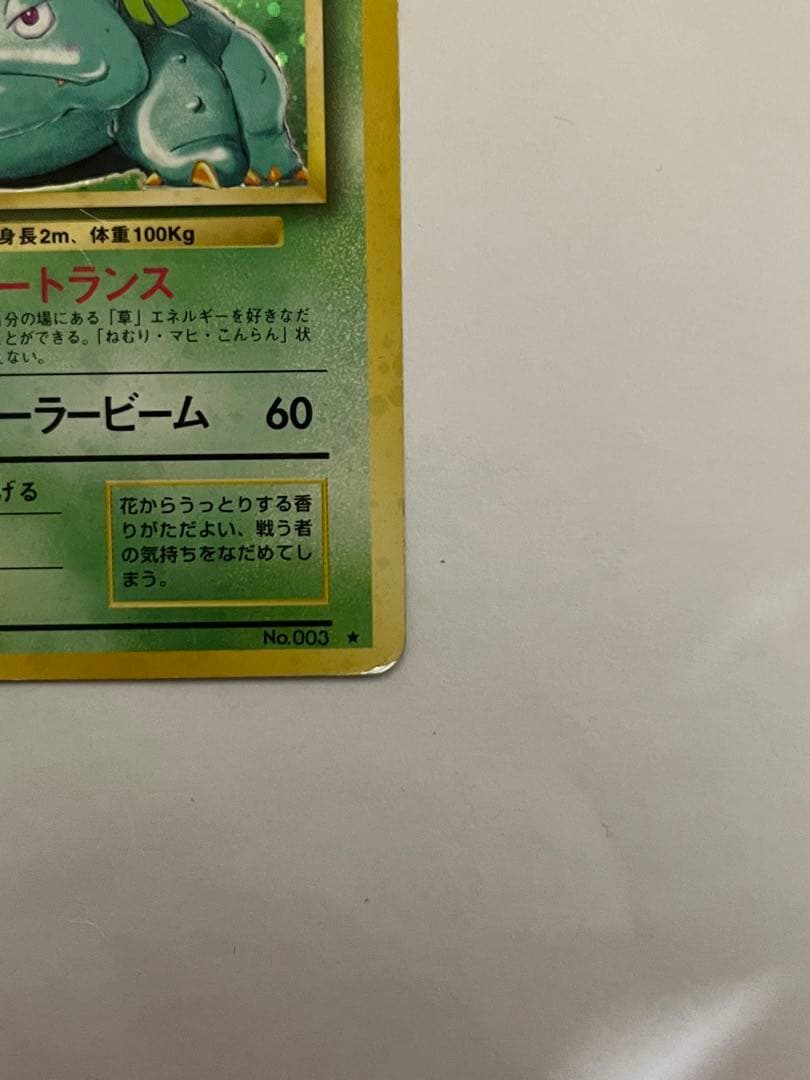 身長2m、体重100Kg
ートランス
分の場にある「草」エネルギーを好きなだ
とができる。「ねむり・マヒ・こんらん」状
ない。
ーラービーム 60
げる
花からうっとりする香
りがただよい、戦う者
の気持ちをなだめてし
まう。
No.003 ★